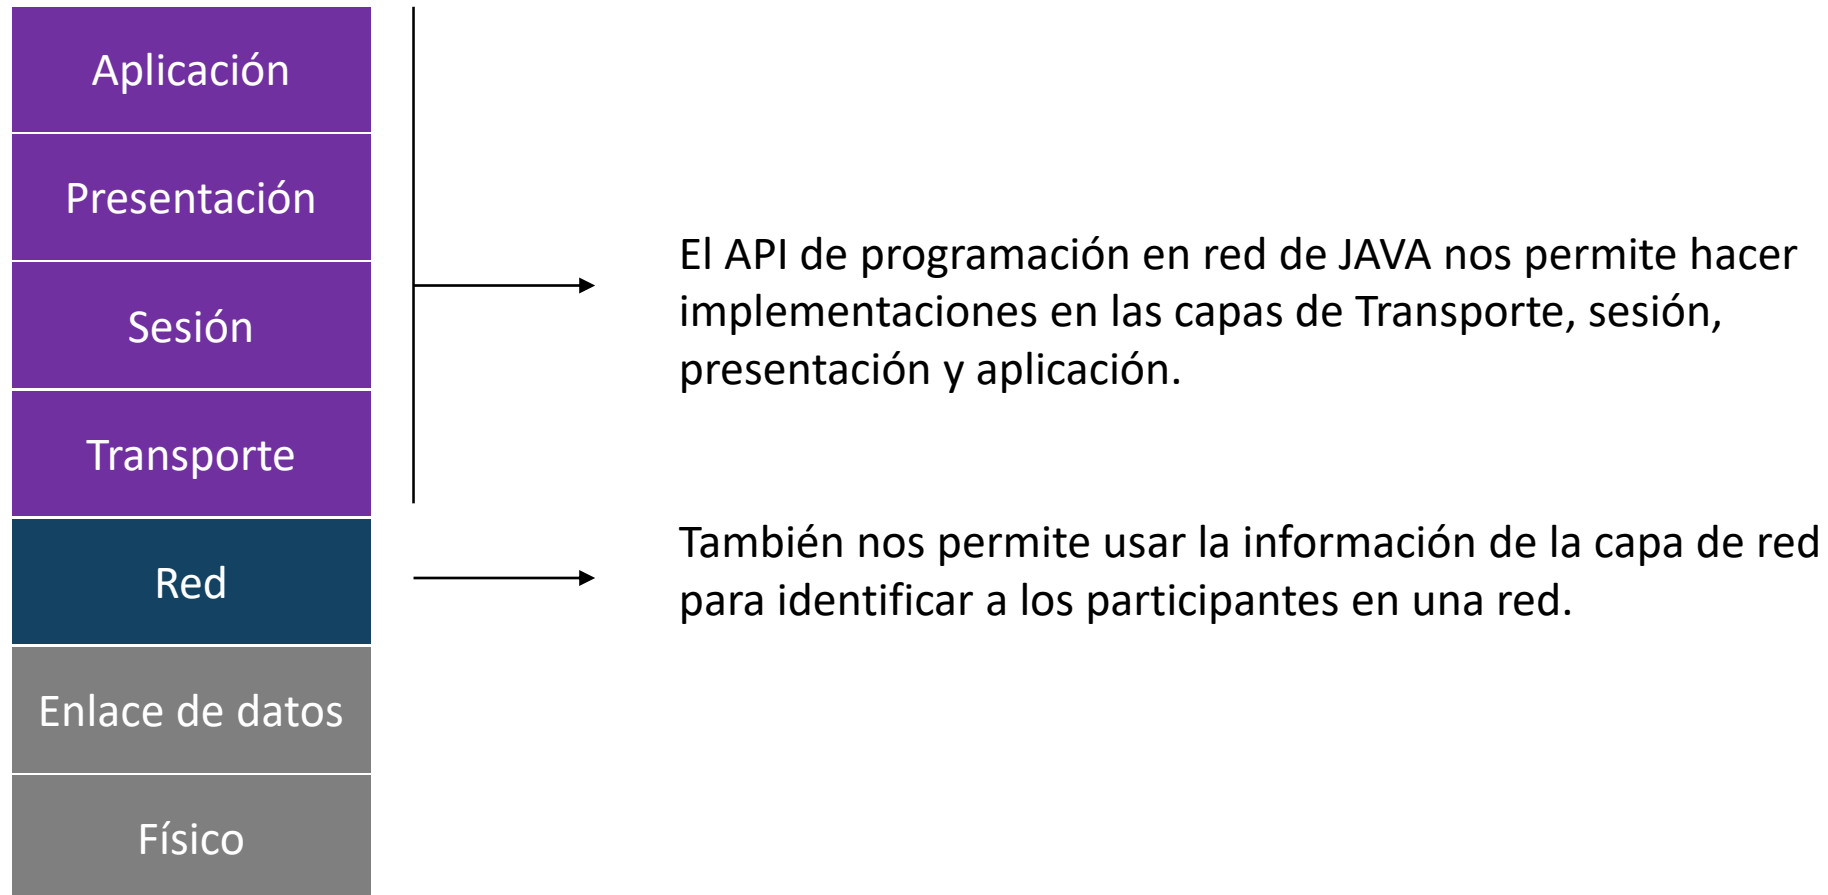 Aplicación
Presentación
Sesión
Transporte
Red
Enlace de datos
Físico
El API de programación en red de JAVA nos permite hacer
implementaciones en las capas de Transporte, sesión,
presentación y aplicación.
También nos permite usar la información de la capa de red
para identificar a los participantes en una red.